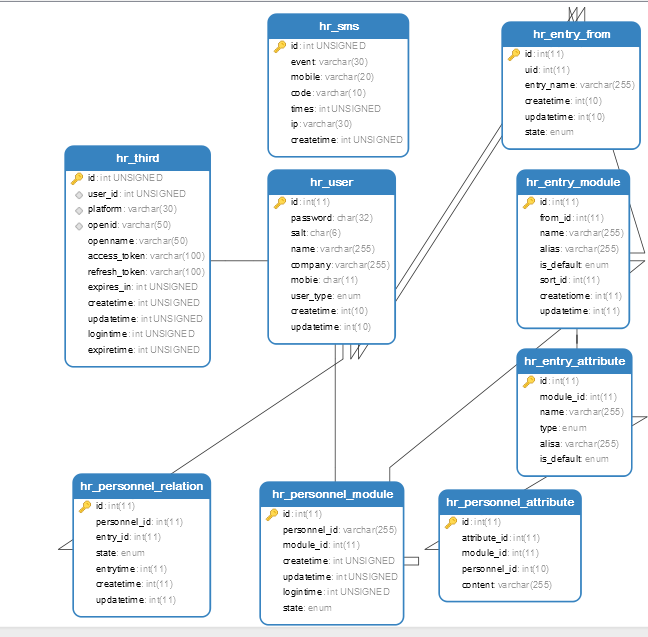 hr_sms
id: int UNSIGNED
event: varchar(30)
mobile: varchar(20)
code: varchar(10)
times: int UNSIGNED
ip: varchar(30)
createtime: int UNSIGNED
hr_entry_from
id: int(11)
uid: int(11)
entry_name: varchar(255)
createtime: int(10)
updatetime: int(10)
state: enum
hr_third
id: int UNSIGNED
user_id: int UNSIGNED
platform: varchar(30)
openid: varchar(50)
openname: varchar(50)
access_token: varchar(100)
refresh_token: varchar(100)
expires_in: int UNSIGNED
createtime: int UNSIGNED
updatetime: int UNSIGNED
logintime: int UNSIGNED
expiretime: int UNSIGNED
hr_user
id: int(11)
password: char(32)
salt: char(6)
name: varchar(255)
company: varchar(255)
mobie: char(11)
user_type: enum
createtime: int(10)
updatetime: int(10)
hr_entry_module
id: int(11)
from_id: int(11)
name: varchar(255)
alias: varchar(255)
is_default: enum
sort_id: int(11)
createtiome: int(11)
updatetime: int(11)
hr_entry_attribute
id: int(11)
module_id: int(11)
name: varchar(255)
type: enum
alisa: varchar(255)
is_default: enum
hr_personnel_relation
id: int(11)
personnel_id: int(11)
entry_id: int(11)
state: enum
entrytime: int(11)
createtime: int(11)
updatetime: int(11)
hr_personnel_module
id: int(11)
personnel_id: varchar(255)
module_id: int(11)
createtime: int UNSIGNED
updatetime: int UNSIGNED
logintime: int UNSIGNED
state: enum
hr_personnel_attribute
id: int(11)
attribute_id: int(11)
module_id: int(11)
personnel_id: int(10)
content: varchar(255)